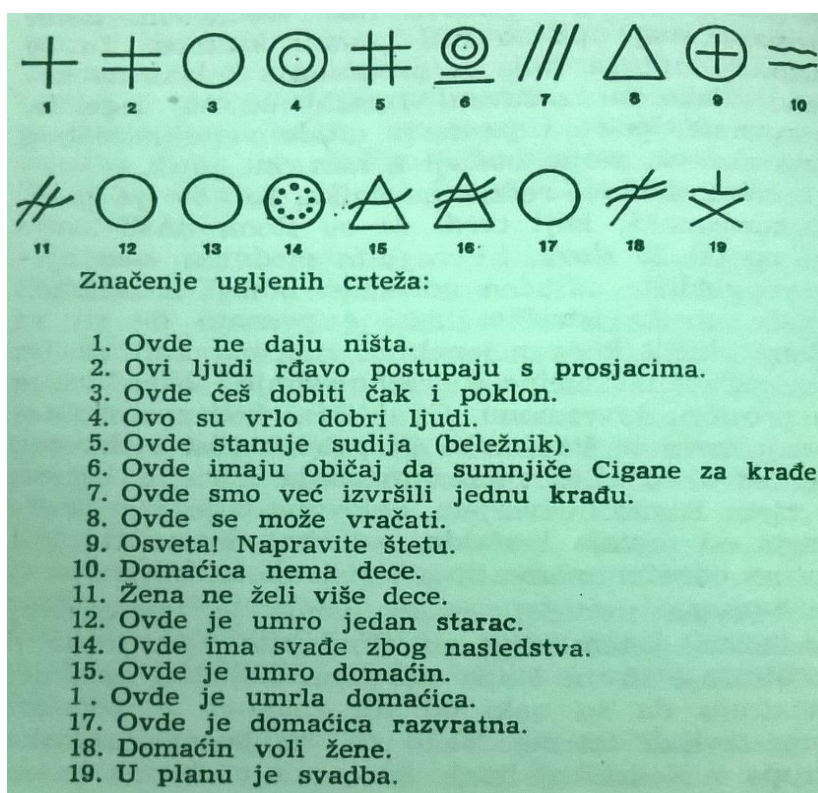 1 2 3 4 5 6 7 8 9 10
11 12 13 14 15 16 17 18 19
Značenje ugljenih crteža:
1. Ovde ne daju ništa.
2. Ovi ljudi rđavo postupaju s prosjacima.
3. Ovde ćeš dobiti čak i poklon.
4. Ovo su vrlo dobri ljudi.
5. Ovde stanuje sudija (beležnik).
6. Ovde imaju običaj da sumnjiče Cigane za krađe
7. Ovde smo već izvršili jednu krađu.
8. Ovde se može vračati.
9. Osveta! Napravite štetu.
10. Domaćica nema dece.
11. Žena ne želi više dece.
12. Ovde je umro jedan starac.
14. Ovde ima svađe zbog nasledstva.
15. Ovde je umro domaćin.
1 . Ovde je umrla domaćica.
17. Ovde je domaćica razvratna.
18. Domaćin voli žene.
19. U planu je svadba.